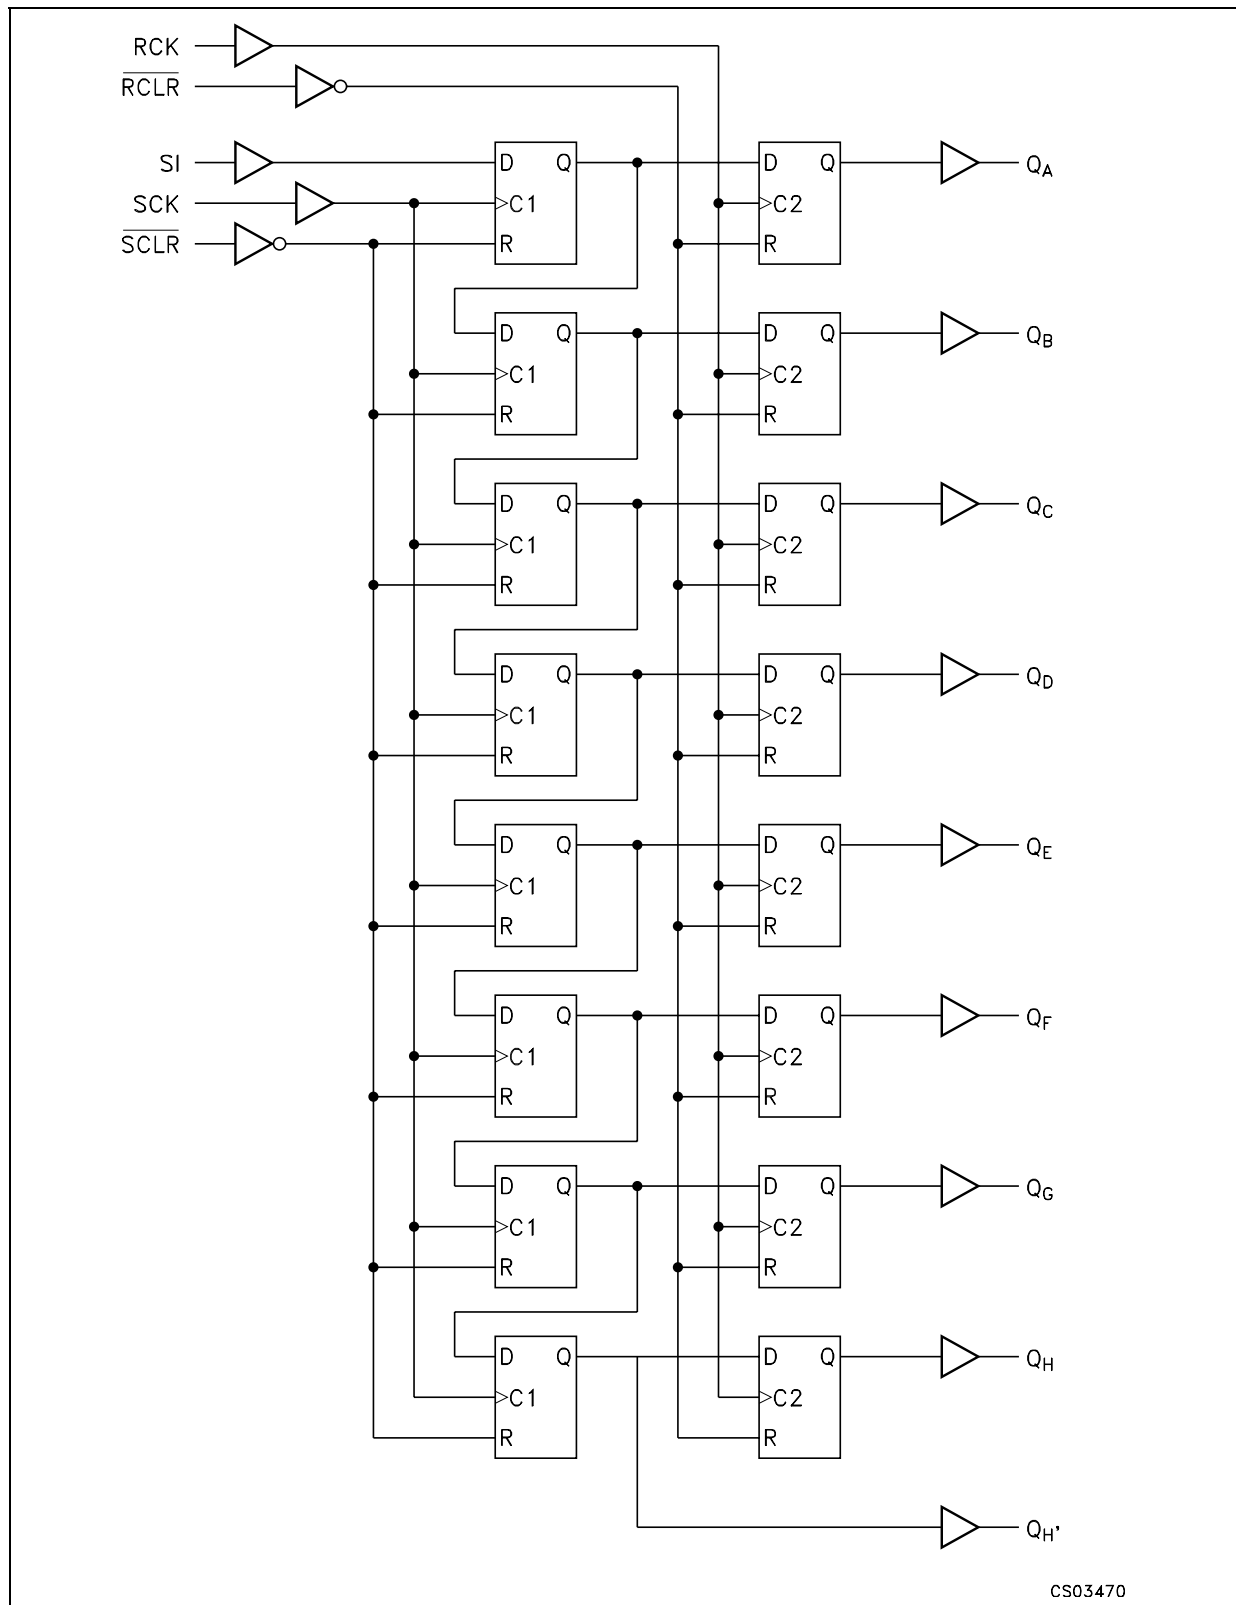 RCK
RCLR
SI D Q D Q QA
SCK C1 C2
SCLR R R
D Q D Q QB
C1 C2
R R
D Q D Q QC
C1 C2
R R
D Q D Q QD
C1 C2
R R
D Q D Q QE
C1 C2
R R
D Q D Q QF
C1 C2
R R
D Q D Q QG
C1 C2
R R
D Q D Q QH
C1 C2
R R
QH'
CS03470